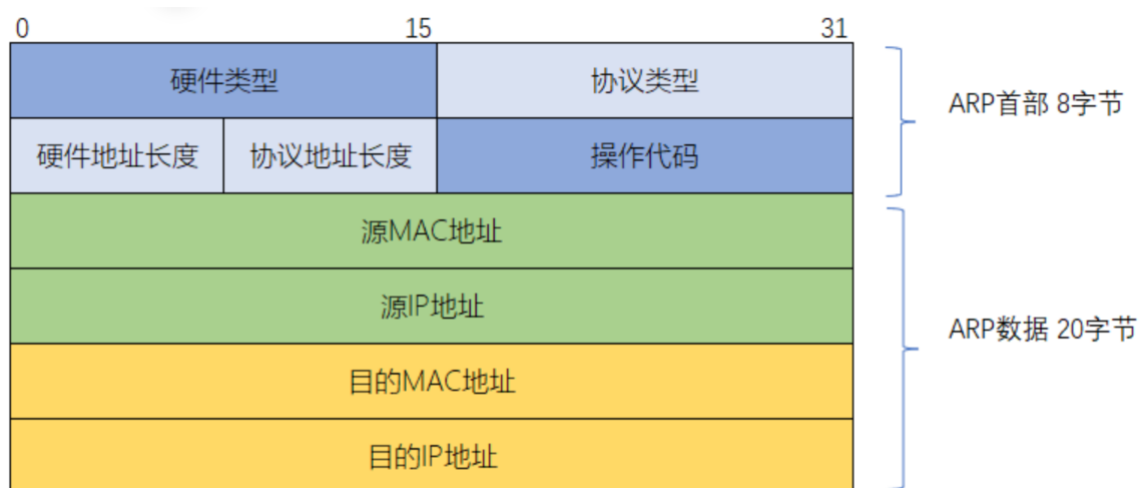 0 15 31
硬件类型 协议类型
ARP首部 8字节
硬件地址长度 协议地址长度 操作代码
源MAC地址
源IP地址
ARP数据 20字节
目的MAC地址
目的IP地址